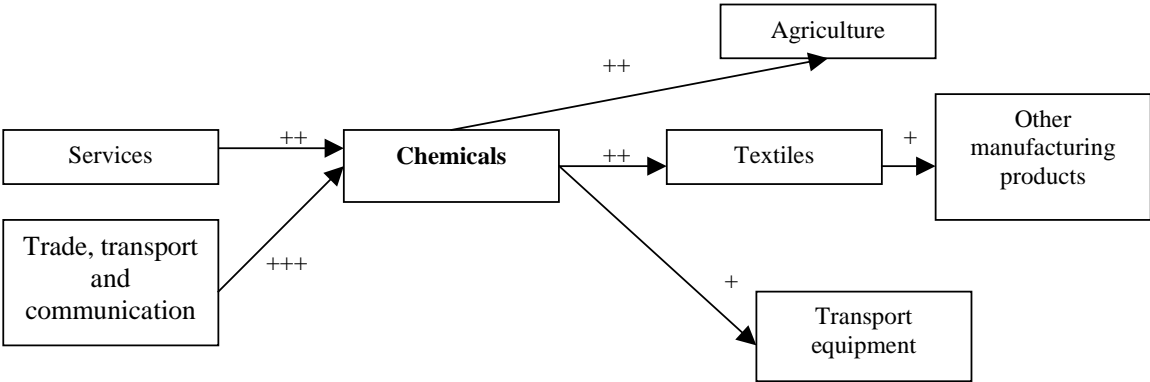 Agriculture
++
Services
++
Chemicals
++
Textiles
+
Other
manufacturing
products
Trade, transport
and
communication
+++
+
Transport
equipment